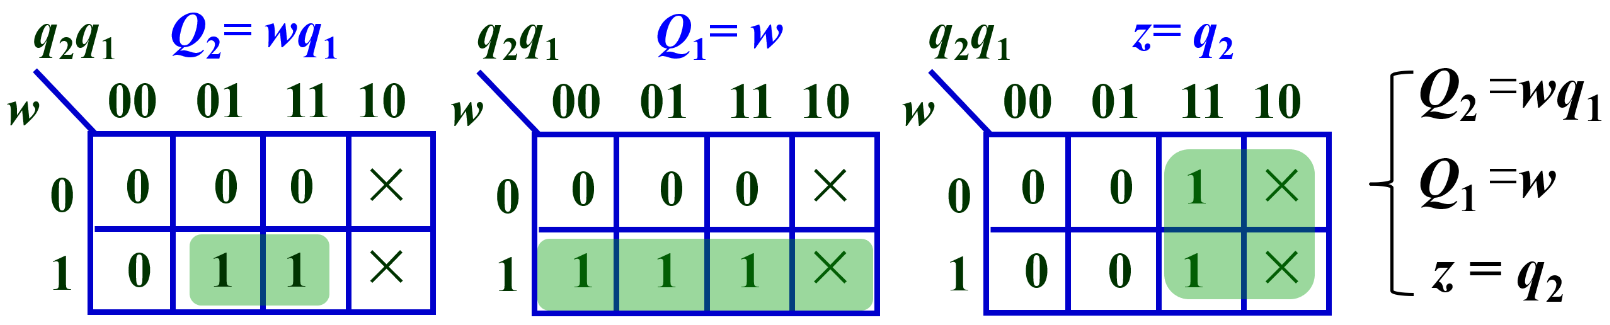 q₂q₁ Q₂= wq₁ q₂q₁ Q₁= w q₂q₁ z= q₂
w 00 01 11 10 w 00 01 11 10 w 00 01 11 10
0 0 0 0 × 0 0 0 0 × 0 0 0 1 ×
1 0 1 1 × 1 1 1 1 × 1 0 0 1 ×
Q₂ =wq₁
Q₁ =w
z = q₂